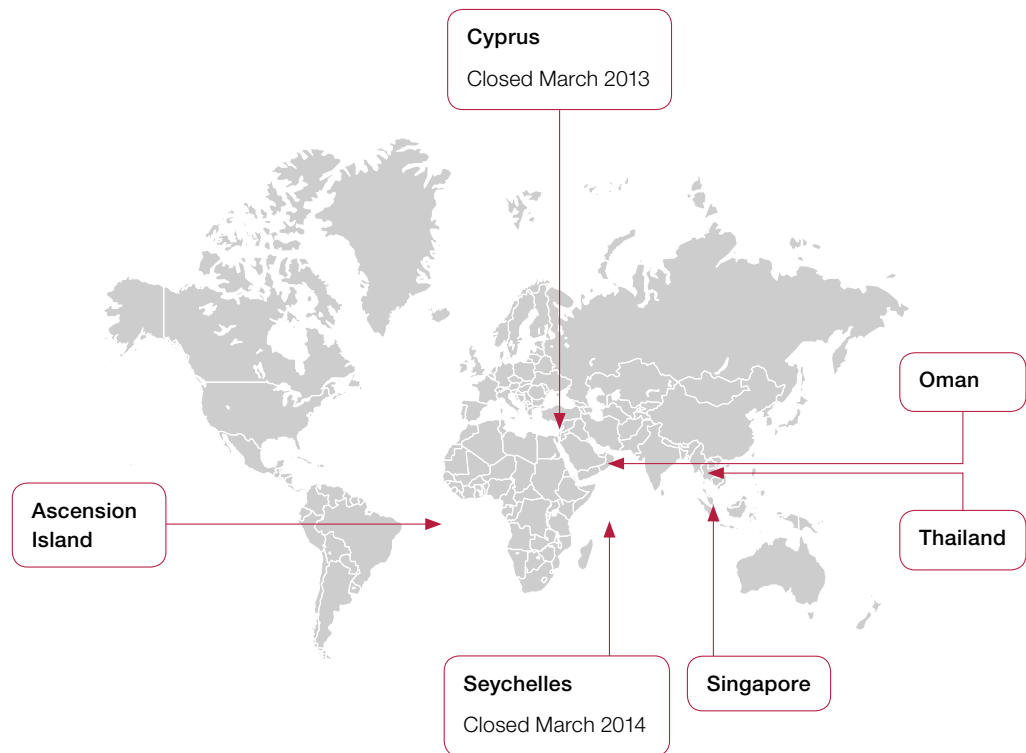 Cyprus
Closed March 2013
Oman
Ascension
Island
Thailand
Seychelles
Closed March 2014
Singapore